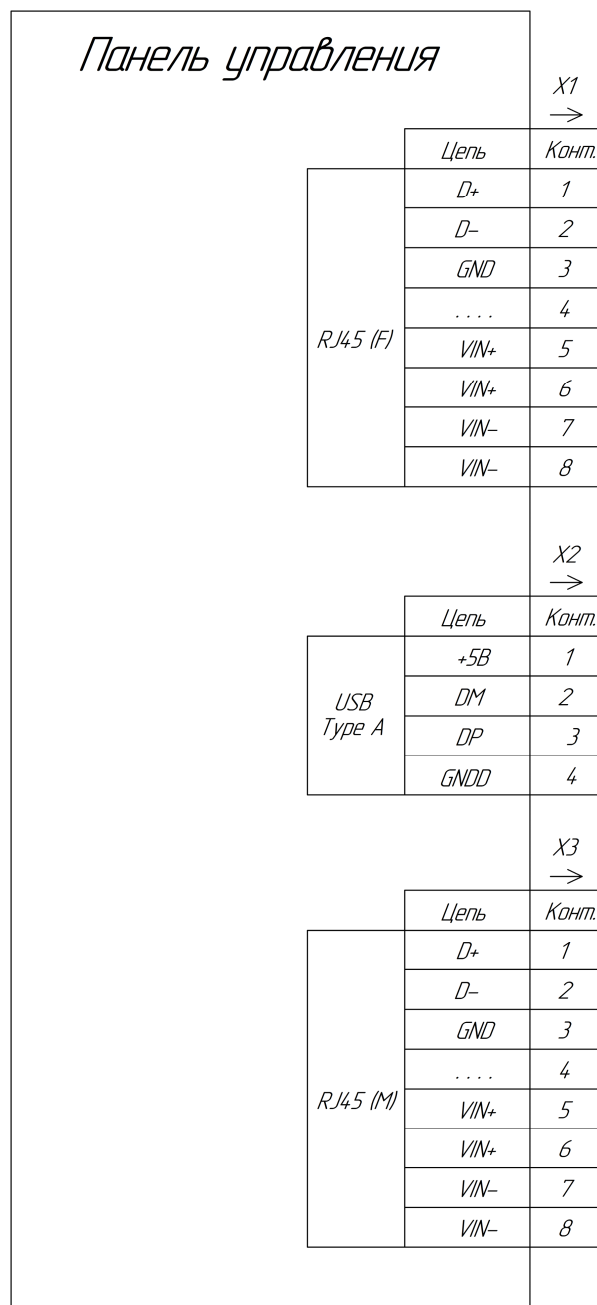 Панель управления
X1
Цепь Конт.
D+ 1
D– 2
GND 3
. . . . 4
RJ45 (F)
VIN+ 5
VIN+ 6
VIN– 7
VIN– 8
X2
Цепь Конт.
+5В 1
USB
Type A
DM 2
DP 3
GNDD 4
X3
Цепь Конт.
D+ 1
D– 2
GND 3
. . . . 4
RJ45 (M)
VIN+ 5
VIN+ 6
VIN– 7
VIN– 8